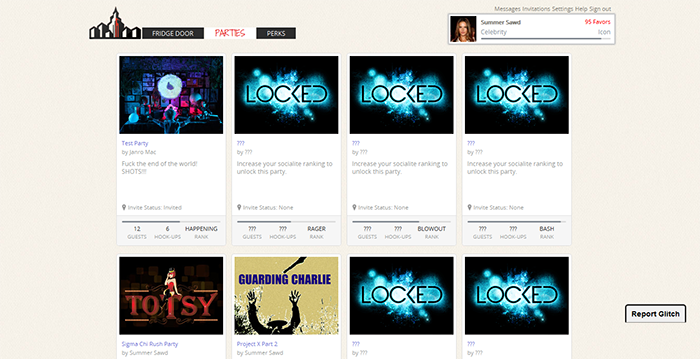 Messages Invitations Settings Help Sign out
FRIDGE DOOR
PARTIES
PERKS
Summer Sawd
95 Favors
Celebrity
Icon
LOCKED
LOCKED
LOCKED
Test Party
by Janro Mac
Fuck the end of the world!
SHOTS!!!
Invite Status: Invited
12
6
HAPPENING
GUESTS
HOOK-UPS
RANK
???
by ???
Increase your socialite ranking to
unlock this party.
Invite Status: None
???
???
RAGER
GUESTS
HOOK-UPS
RANK
???
by ???
Increase your socialite ranking to
unlock this party.
Invite Status: None
???
???
BLOWOUT
GUESTS
HOOK-UPS
RANK
???
by ???
Increase your socialite ranking to
unlock this party.
Invite Status: None
???
???
BASH
GUESTS
HOOK-UPS
RANK
TOTSY
Sigma Chi Rush Party
by Summer Sawd
GUARDING CHARLIE
Project X Part 2
by Summer Sawd
LOCKED
???
by ???
LOCKED
???
by ???
Report Glitch